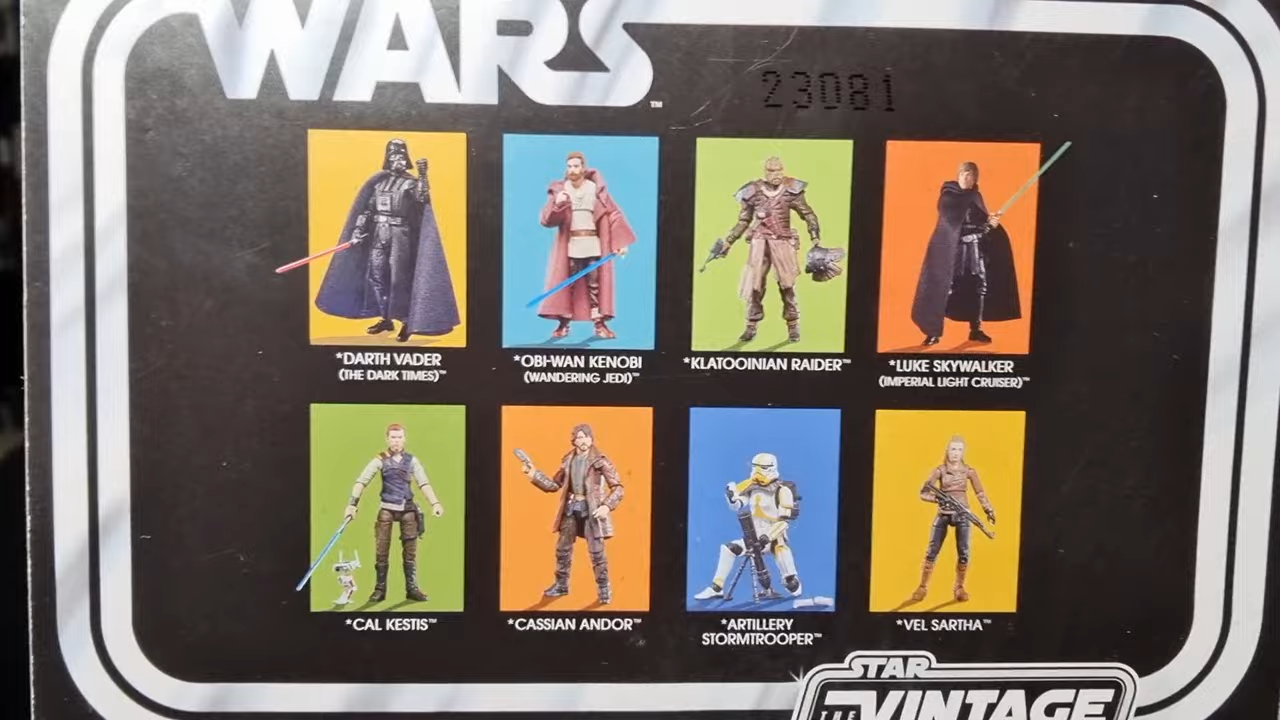 WARS™
23081
*DARTH VADER
(THE DARK TIMES)™
*OBI-WAN KENOBI
(WANDERING JEDI)™
*KLATOOINIAN RAIDER™
*LUKE SKYWALKER
(IMPERIAL LIGHT CRUISER)™
*CAL KESTIS™
*CASSIAN ANDOR™
*ARTILLERY
STORMTROOPER™
*VEL SARTHA™
STAR
THE VINTAGE